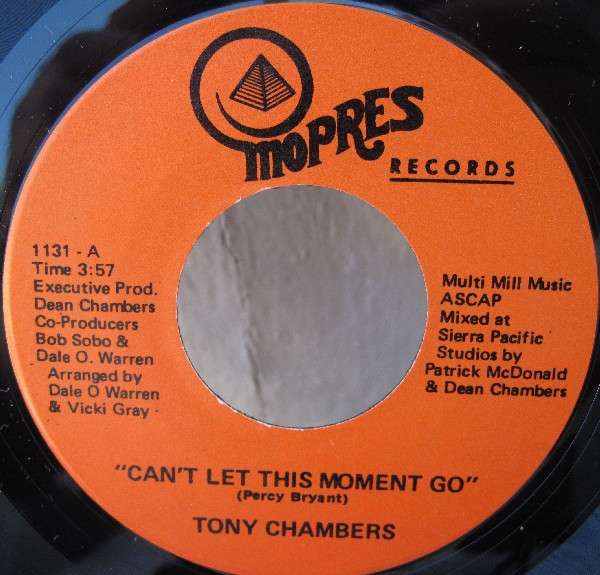 MOPRES
RECORDS
1131 - A
Time 3:57
Executive Prod.
Dean Chambers
Co-Producers
Bob Sobo &
Dale O. Warren
Arranged by
Dale O Warren
& Vicki Gray
Multi Mill Music
ASCAP
Mixed at
Sierra Pacific
Studios by
Patrick McDonald
& Dean Chambers
"CAN'T LET THIS MOMENT GO"
(Percy Bryant)
TONY CHAMBERS